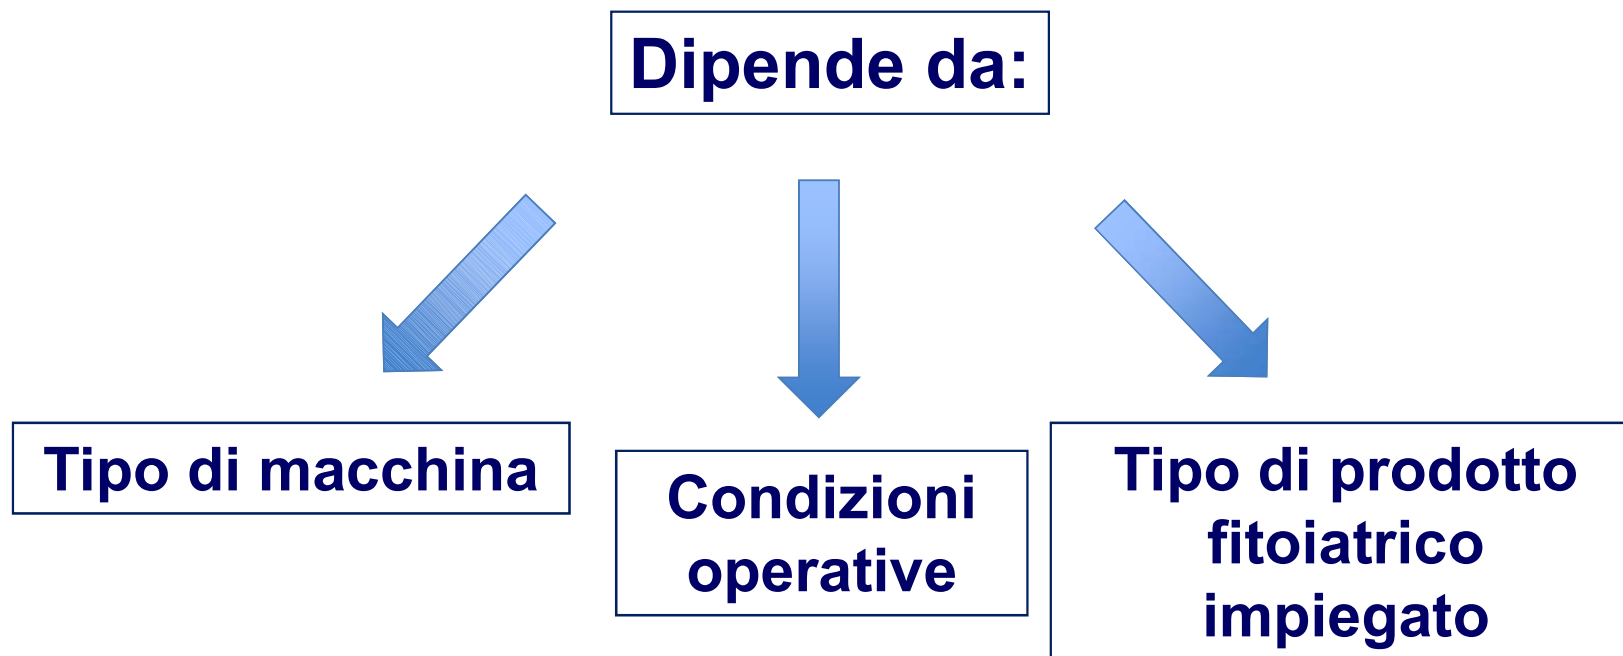 Dipende da:
Tipo di macchina
Condizioni
operative
Tipo di prodotto
fitoiatrico
impiegato